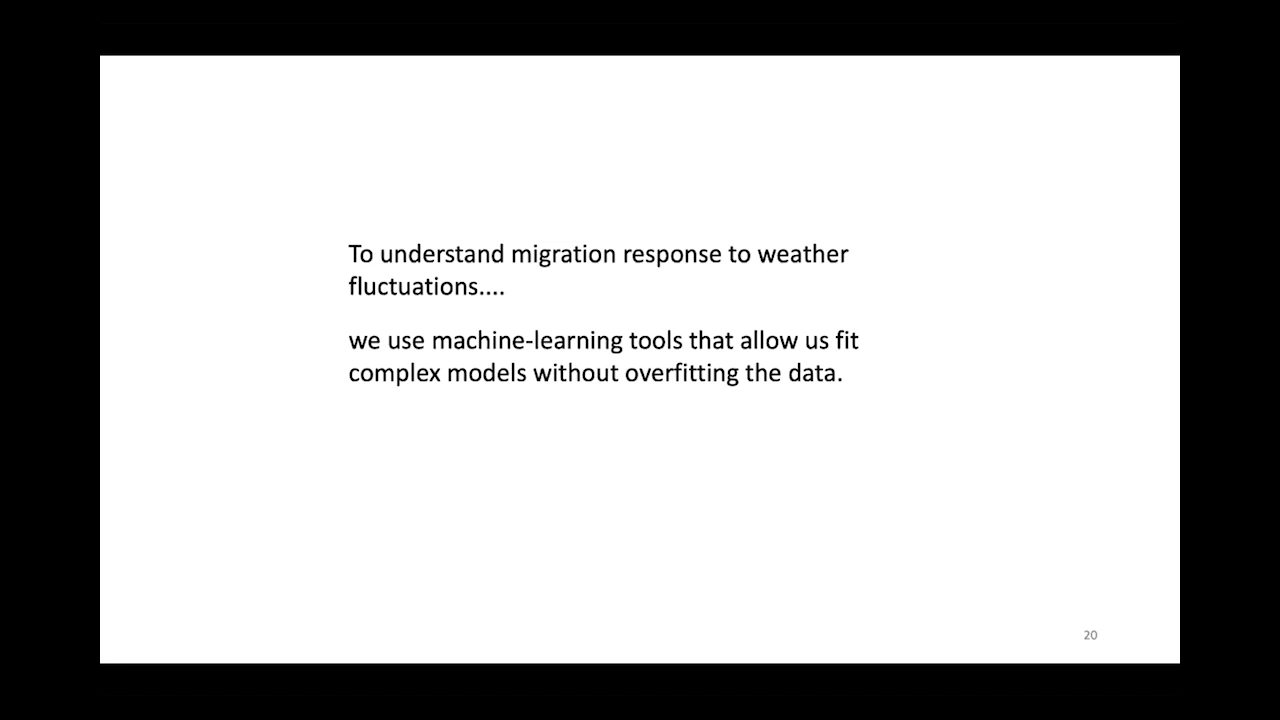 To understand migration response to weather
fluctuations....
we use machine-learning tools that allow us fit
complex models without overfitting the data.
20